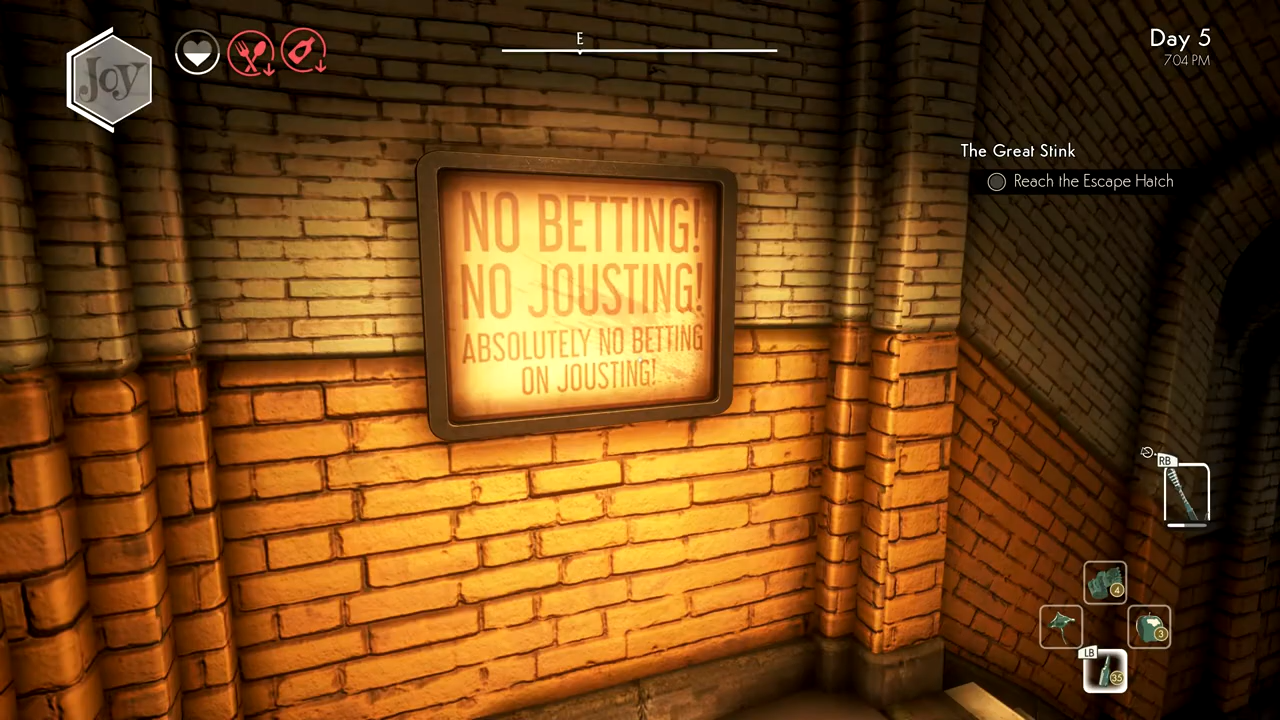 Joy
E
Day 5
7:04 PM
The Great Stink
Reach the Escape Hatch
NO BETTING!
NO JOUSTING!
ABSOLUTELY NO BETTING
ON JOUSTING!
RB
4
3
LB
35